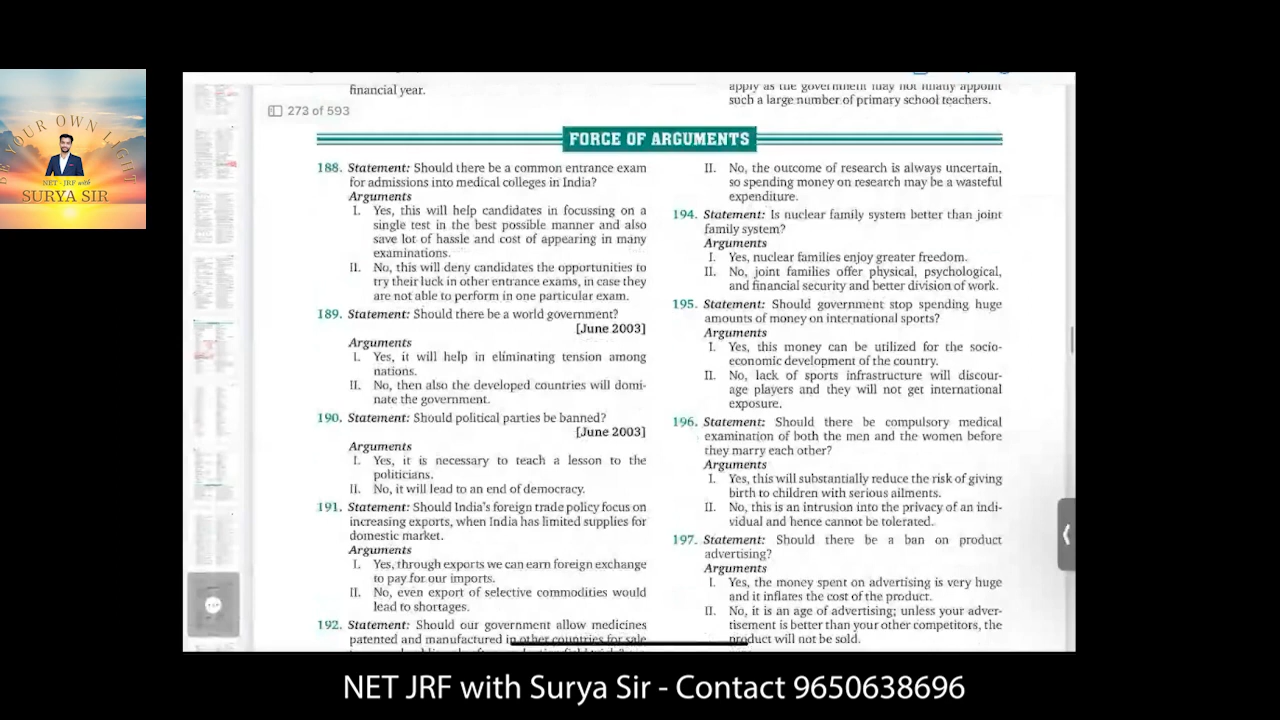 financial year.
273 of 593
apply as the government may not finally appoint
such a large number of primary school teachers.
FORCE OF ARGUMENTS
188. Statement: Should there be a common entrance exam
for admissions into medical colleges in India?
Arguments
I. Yes, this will help candidates in focussing on a
single test in the best possible manner and also
save lot of hassle and cost of appearing in many
examinations.
II. No, this will deny candidates the opportunities to
try their luck in other entrance exams, in case they
are not able to perform in one particular exam.
189. Statement: Should there be a world government?
[June 2003]
Arguments
I. Yes, it will help in eliminating tension among
nations.
II. No, then also the developed countries will domi-
nate the government.
190. Statement: Should political parties be banned?
[June 2003]
Arguments
I. Yes, it is necessary to teach a lesson to the
politicians.
II. No, it will lead to an end of democracy.
191. Statement: Should India's foreign trade policy focus on
increasing exports, when India has limited supplies for
domestic market.
Arguments
I. Yes, through exports we can earn foreign exchange
to pay for our imports.
II. No, even export of selective commodities would
lead to shortages.
192. Statement: Should our government allow medicines
patented and manufactured in other countries for sale
II. No, the outcome of research is always uncertain,
so spending money on research may be a wasteful
expenditure.
194. Statement: Is nuclear family system better than joint
family system?
Arguments
I. Yes, nuclear families enjoy greater freedom.
II. No, joint families offer physical, psychological,
and financial security and better division of work.
195. Statement: Should government stop spending huge
amounts of money on international sports?
Arguments
I. Yes, this money can be utilized for the socio-
economic development of the country.
II. No, lack of sports infrastructure will discour-
age players and they will not get international
exposure.
196. Statement: Should there be compulsory medical
examination of both the men and the women before
they marry each other?
Arguments
I. Yes, this will substantially reduce the risk of giving
birth to children with serious ailments.
II. No, this is an intrusion into the privacy of an indi-
vidual and hence cannot be tolerated.
197. Statement: Should there be a ban on product
advertising?
Arguments
I. Yes, the money spent on advertising is very huge
and it inflates the cost of the product.
II. No, it is an age of advertising; unless your adver-
tisement is better than your other competitors, the
product will not be sold.
YOUR OWN
NET - JRF with
SURYA SIR
NET JRF with Surya Sir - Contact 9650638696